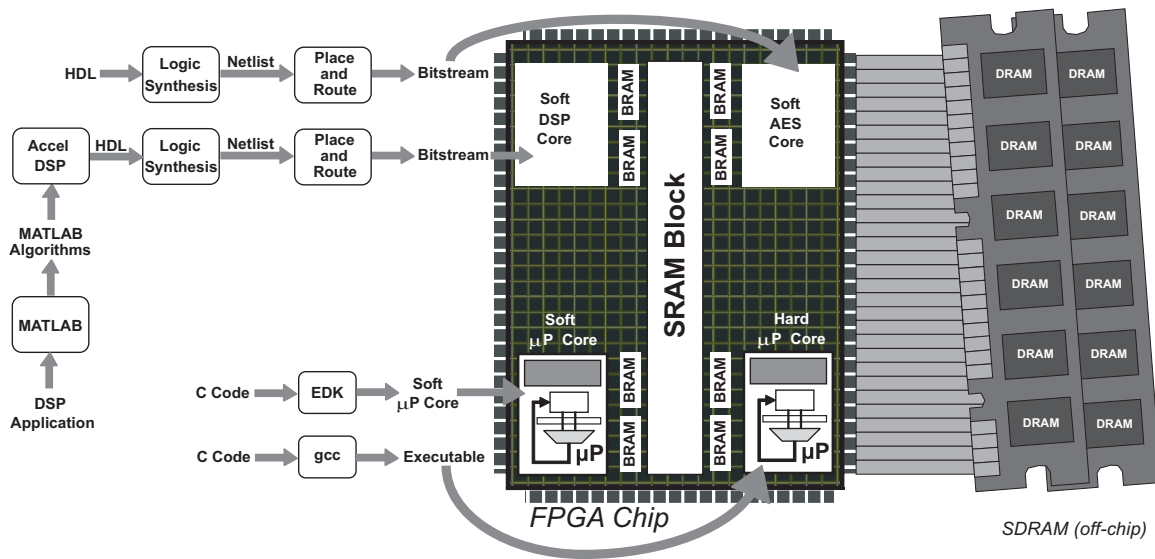 HDL
Logic
Synthesis
Netlist
Place
and
Route
Bitstream
Accel
DSP
HDL
Logic
Synthesis
Netlist
Place
and
Route
Bitstream
MATLAB
Algorithms
MATLAB
DSP
Application
C Code
EDK
Soft
μP Core
C Code
gcc
Executable
Soft
DSP
Core
BRAM
BRAM
SRAM Block
BRAM
BRAM
Soft
AES
Core
Soft
μP Core
μP
BRAM
BRAM
BRAM
BRAM
Hard
μP Core
μP
FPGA Chip
DRAM
DRAM
DRAM
DRAM
DRAM
DRAM
DRAM
DRAM
DRAM
DRAM
DRAM
DRAM
SDRAM (off-chip)